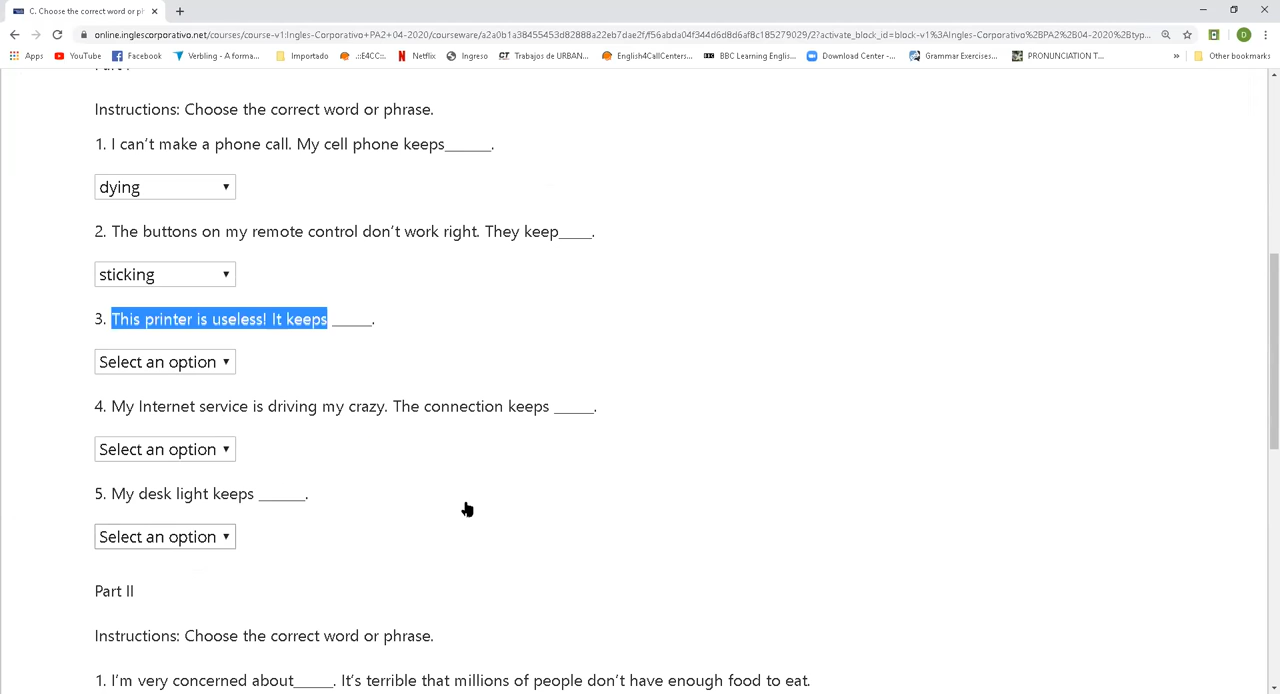 C. Choose the correct word or ph
online.inglescorporativo.net/courses/course-v1:Ingles-Corporativo+PA2+04-2020/courseware/a2a0b1a38455453d82888a22eb7dae2f/f56abda04f344d6d8d6af8c185279029/2?activate_block_id=block-v1%3AIngles-Corporativo%2BPA2%2B04-2020%2Btyp...
D
Apps YouTube Facebook Verbling - A forma... Importado .::E4CC::. Netflix Ingreso Trabajos de URBAN... English4CallCenters... BBC Learning Englis... Download Center -... Grammar Exercises... PRONUNCIATION T... » Other bookmarks
Instructions: Choose the correct word or phrase.
1. I can’t make a phone call. My cell phone keeps______.
dying
2. The buttons on my remote control don’t work right. They keep____.
sticking
3. This printer is useless! It keeps _____.
Select an option
4. My Internet service is driving my crazy. The connection keeps _____.
Select an option
5. My desk light keeps ______.
Select an option
Part II
Instructions: Choose the correct word or phrase.
1. I’m very concerned about_____. It’s terrible that millions of people don’t have enough food to eat.